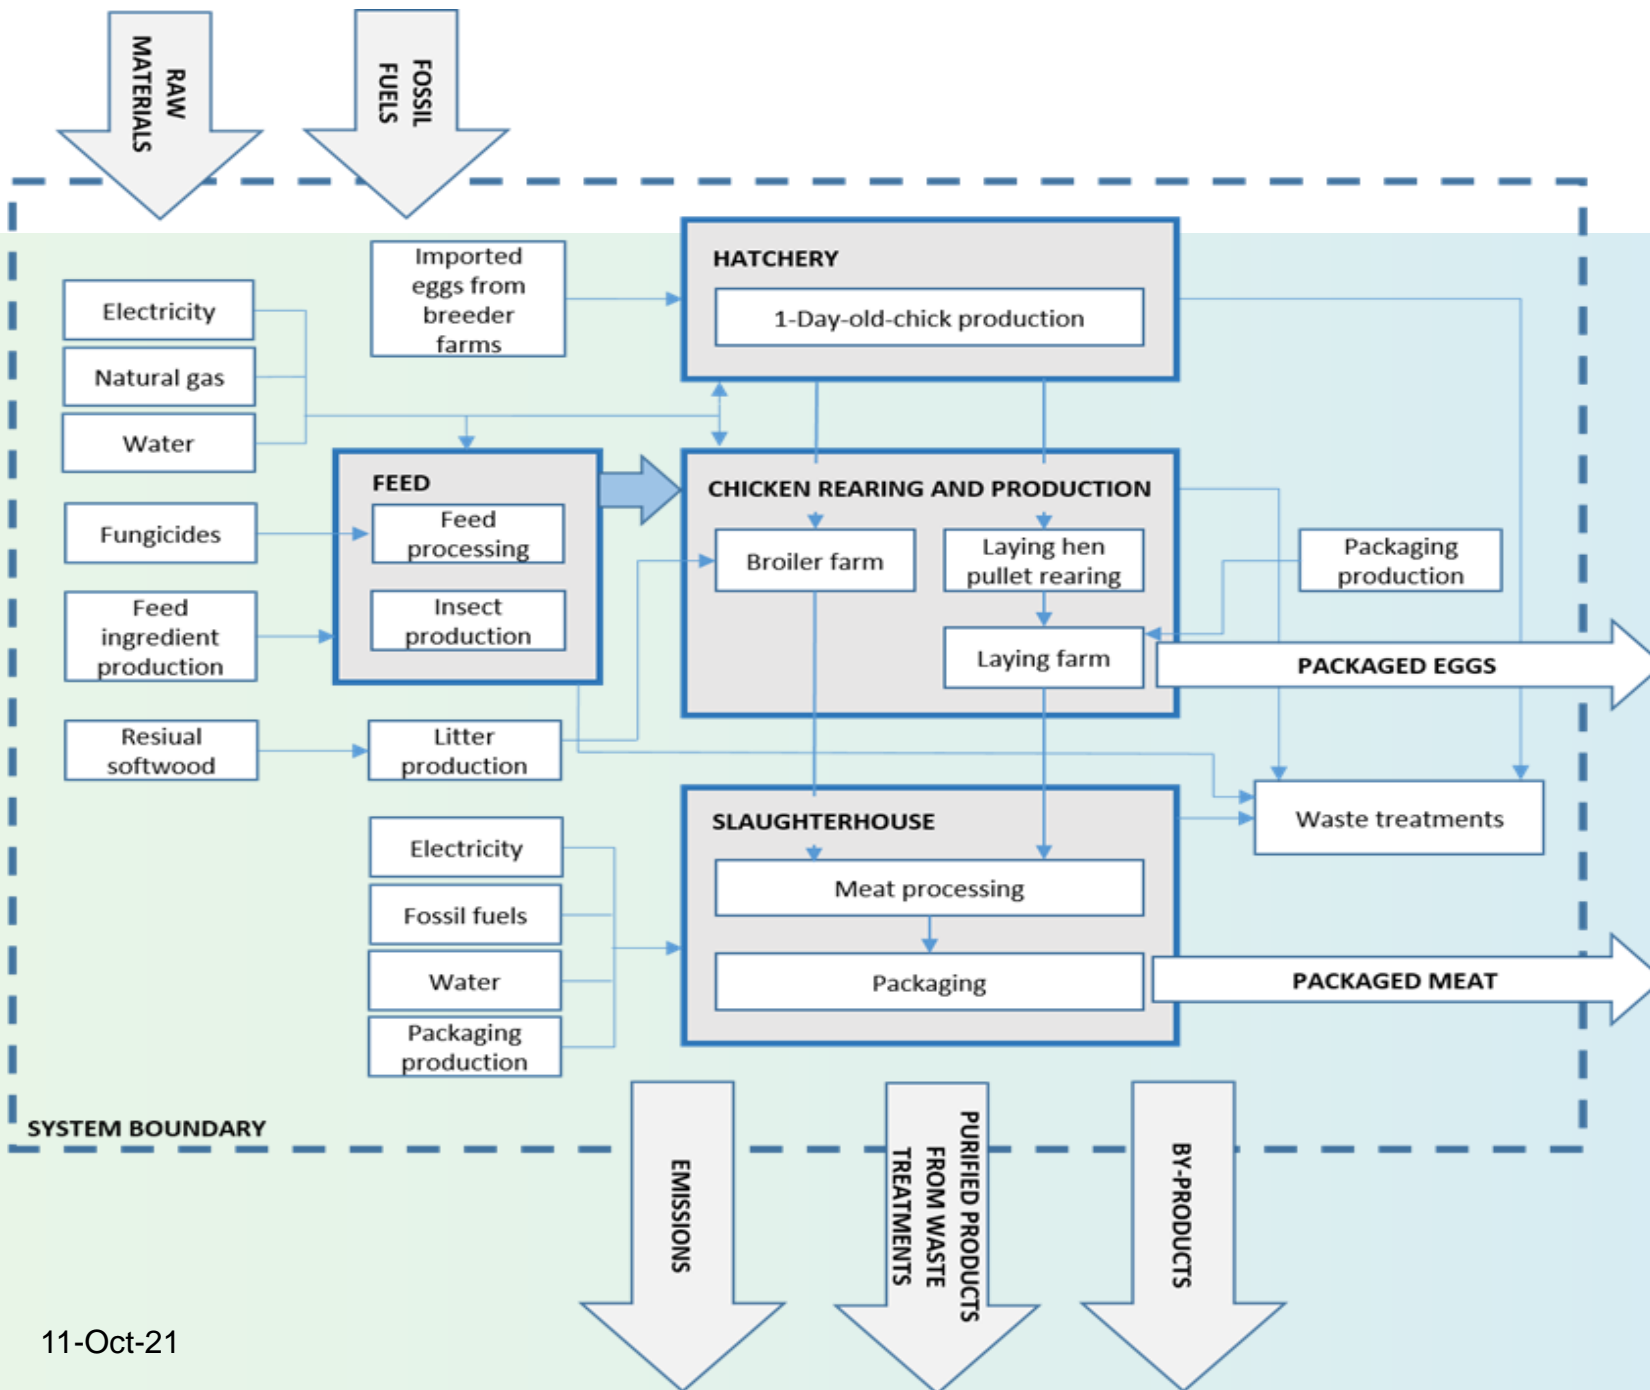 RAW
MATERIALS
FOSSIL
FUELS
Imported
eggs from
breeder
farms
HATCHERY
1-Day-old-chick production
Electricity
Natural gas
Water
FEED
Feed
processing
Insect
production
CHICKEN REARING AND PRODUCTION
Broiler farm
Laying hen
pullet rearing
Laying farm
Packaging
production
Fungicides
Feed
ingredient
production
PACKAGED EGGS
Resiual
softwood
Litter
production
SLAUGHTERHOUSE
Meat processing
Packaging
Waste treatments
Electricity
Fossil fuels
Water
Packaging
production
PACKAGED MEAT
SYSTEM BOUNDARY
EMISSIONS
PURIFIED PRODUCTS
FROM WASTE
TREATMENTS
BY-PRODUCTS
11-Oct-21